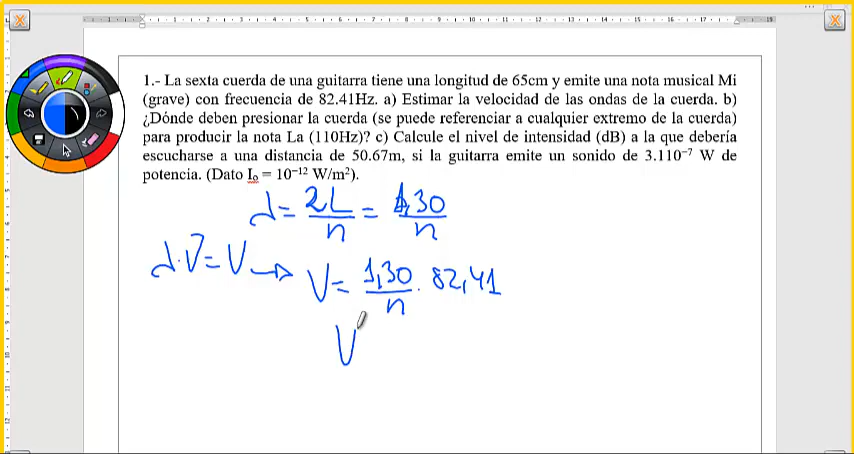 1.- La sexta cuerda de una guitarra tiene una longitud de 65cm y emite una nota musical Mi
(grave) con frecuencia de 82.41Hz. a) Estimar la velocidad de las ondas de la cuerda. b)
¿Dónde deben presionar la cuerda (se puede referenciar a cualquier extremo de la cuerda)
para producir la nota La (110Hz)? c) Calcule el nivel de intensidad (dB) a la que debería
escucharse a una distancia de 50.67m, si la guitarra emite un sonido de 3.110⁻⁷ W de
potencia. (Dato I₀ = 10⁻¹² W/m²).
λ = 2L/n = 1,30/n
λ·ν = V → V = 1,30/n · 82,41
V